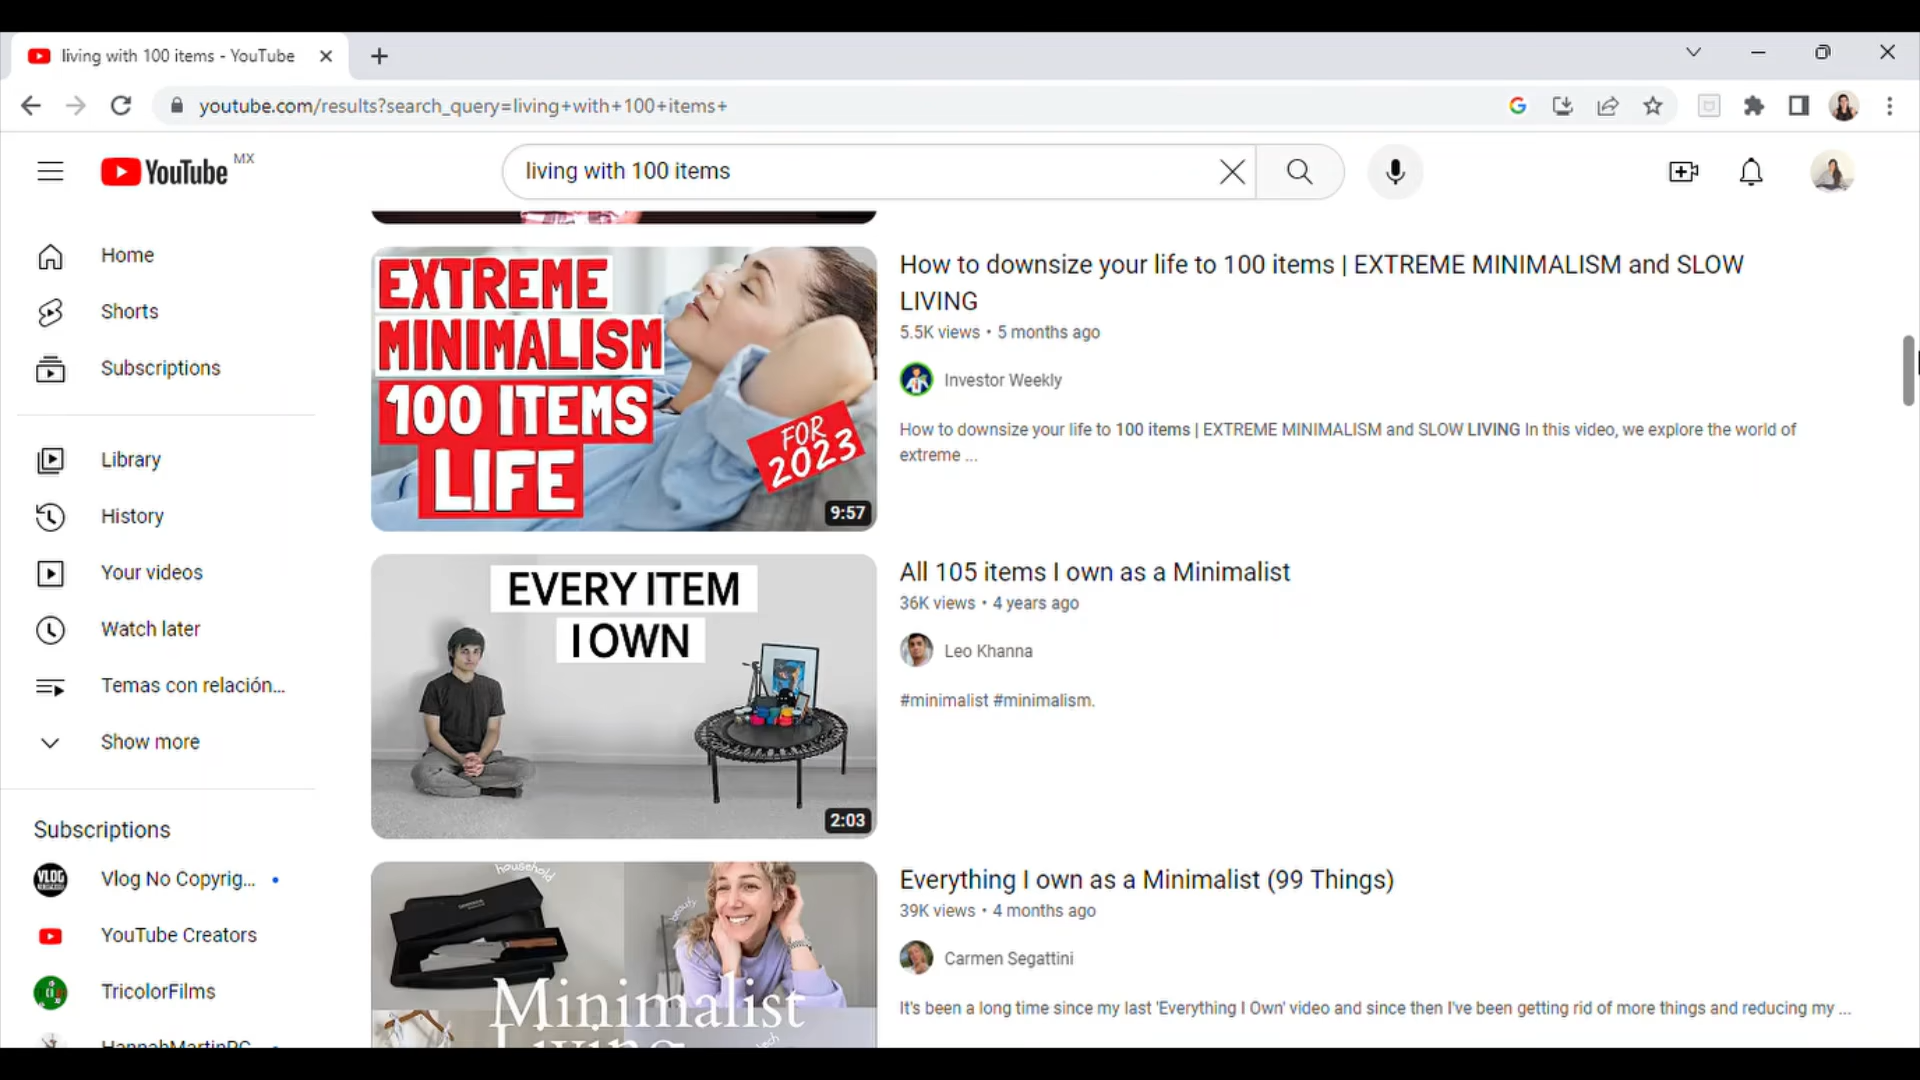 living with 100 items - YouTube
youtube.com/results?search_query=living+with+100+items+
YouTube MX
living with 100 items
Home
Shorts
Subscriptions
Library
History
Your videos
Watch later
Temas con relación...
Show more
Subscriptions
VLOG
Vlog No Copyrig...
YouTube Creators
TricolorFilms
HannahMartinPC
EXTREME
MINIMALISM
100 ITEMS
LIFE
FOR
2023
9:57
How to downsize your life to 100 items | EXTREME MINIMALISM and SLOW
LIVING
5.5K views • 5 months ago
Investor Weekly
How to downsize your life to 100 items | EXTREME MINIMALISM and SLOW LIVING In this video, we explore the world of
extreme ...
EVERY ITEM
I OWN
2:03
All 105 items I own as a Minimalist
36K views • 4 years ago
Leo Khanna
#minimalist #minimalism.
household
beauty
Minimalist
Living
tech
Everything I own as a Minimalist (99 Things)
39K views • 4 months ago
Carmen Segattini
It's been a long time since my last 'Everything I Own' video and since then I've been getting rid of more things and reducing my ...